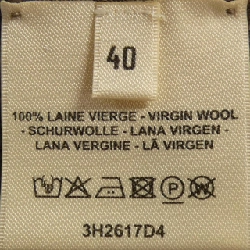 40
100% LAINE VIERGE - VIRGIN WOOL
- SCHURWOLLE - LANA VIRGEN -
LANA VERGINE - LÃ VIRGEN
P W
3H2617D4